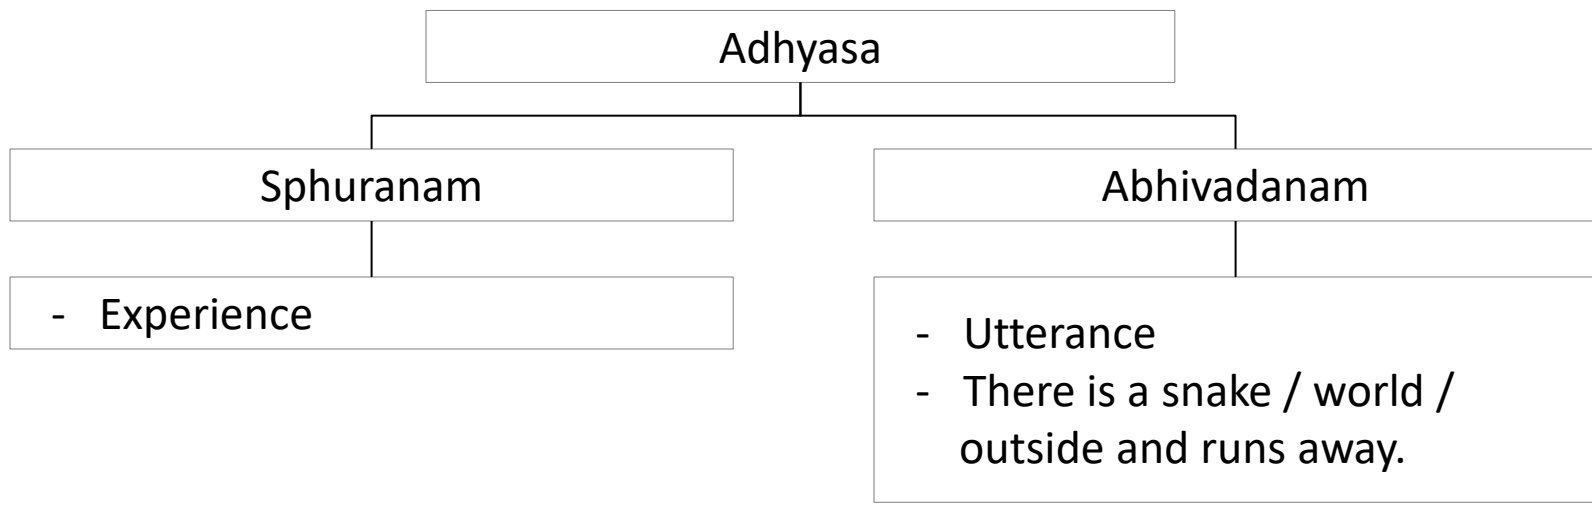 Adhyasa
Sphuranam
Abhivadanam
- Experience
- Utterance
- There is a snake / world /
outside and runs away.